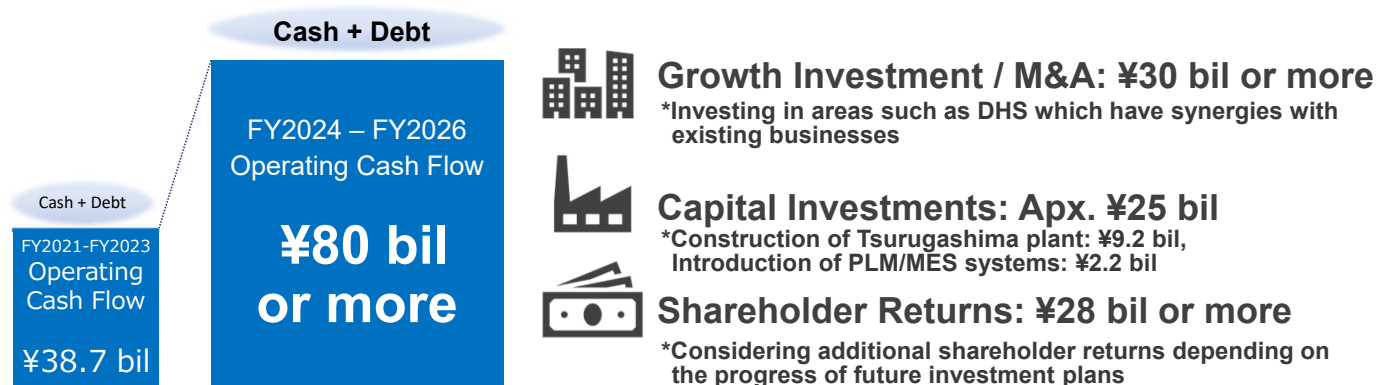 Cash + Debt
FY2024 – FY2026
Operating Cash Flow
¥80 bil
or more
Cash + Debt
FY2021-FY2023
Operating
Cash Flow
¥38.7 bil
Growth Investment / M&A: ¥30 bil or more
*Investing in areas such as DHS which have synergies with
existing businesses
Capital Investments: Apx. ¥25 bil
*Construction of Tsurugashima plant: ¥9.2 bil,
Introduction of PLM/MES systems: ¥2.2 bil
Shareholder Returns: ¥28 bil or more
*Considering additional shareholder returns depending on
the progress of future investment plans